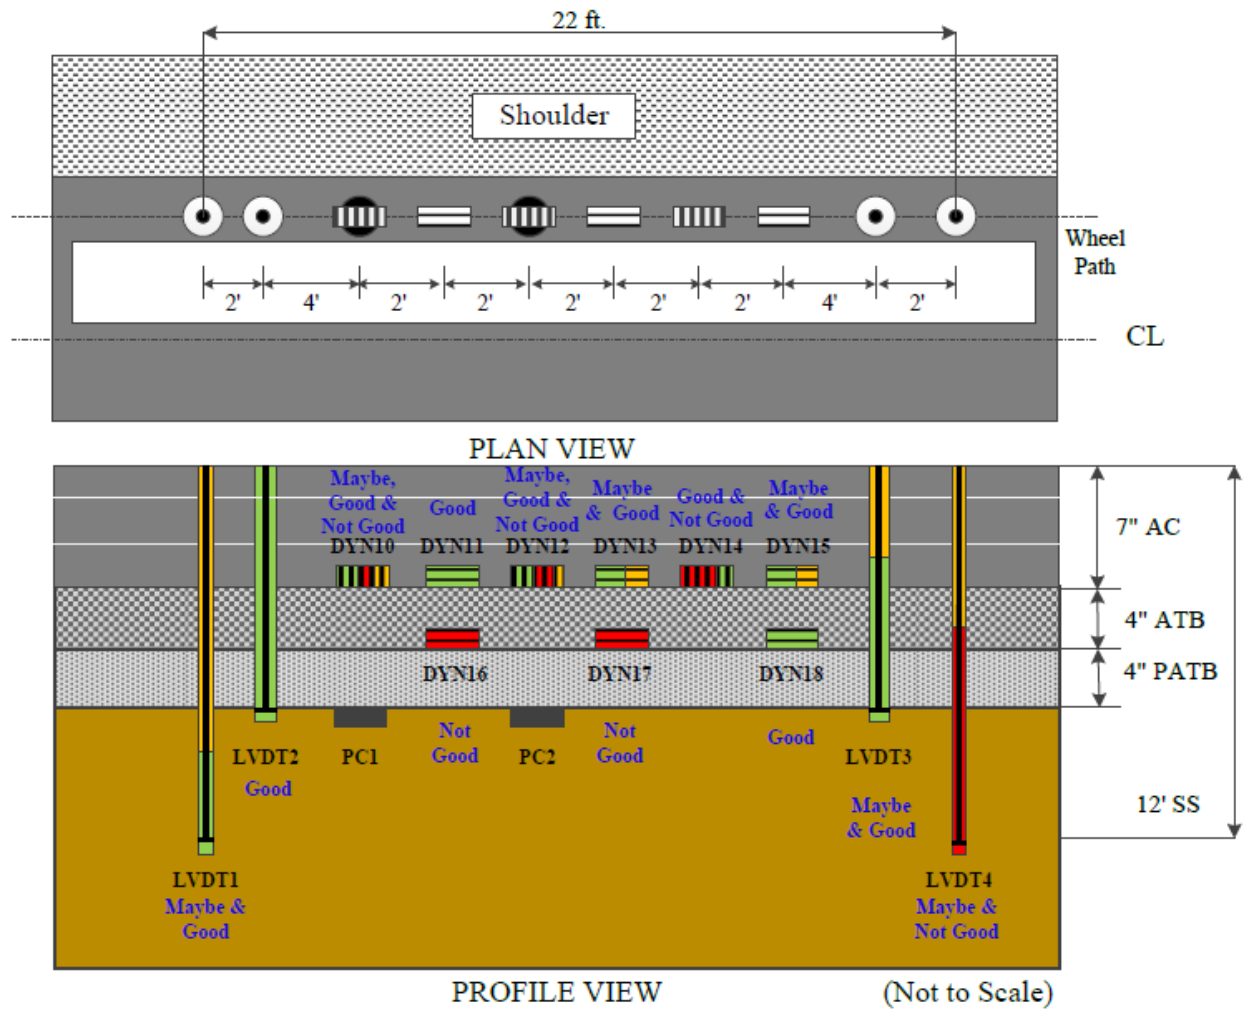 22 ft.
Shoulder
Wheel
Path
2'
4'
2'
2'
2'
2'
2'
4'
2'
CL
PLAN VIEW
Maybe,
Good &
Not Good
DYN10
Good
DYN11
Maybe,
Good &
Not Good
DYN12
Maybe
& Good
DYN13
Good &
Not Good
DYN14
Maybe
& Good
DYN15
7" AC
4" ATB
4" PATB
12' SS
DYN16
Not
Good
DYN17
Not
Good
DYN18
Good
LVDT2
Good
PC1
PC2
LVDT3
Maybe
& Good
LVDT1
Maybe &
Good
LVDT4
Maybe &
Not Good
PROFILE VIEW
(Not to Scale)